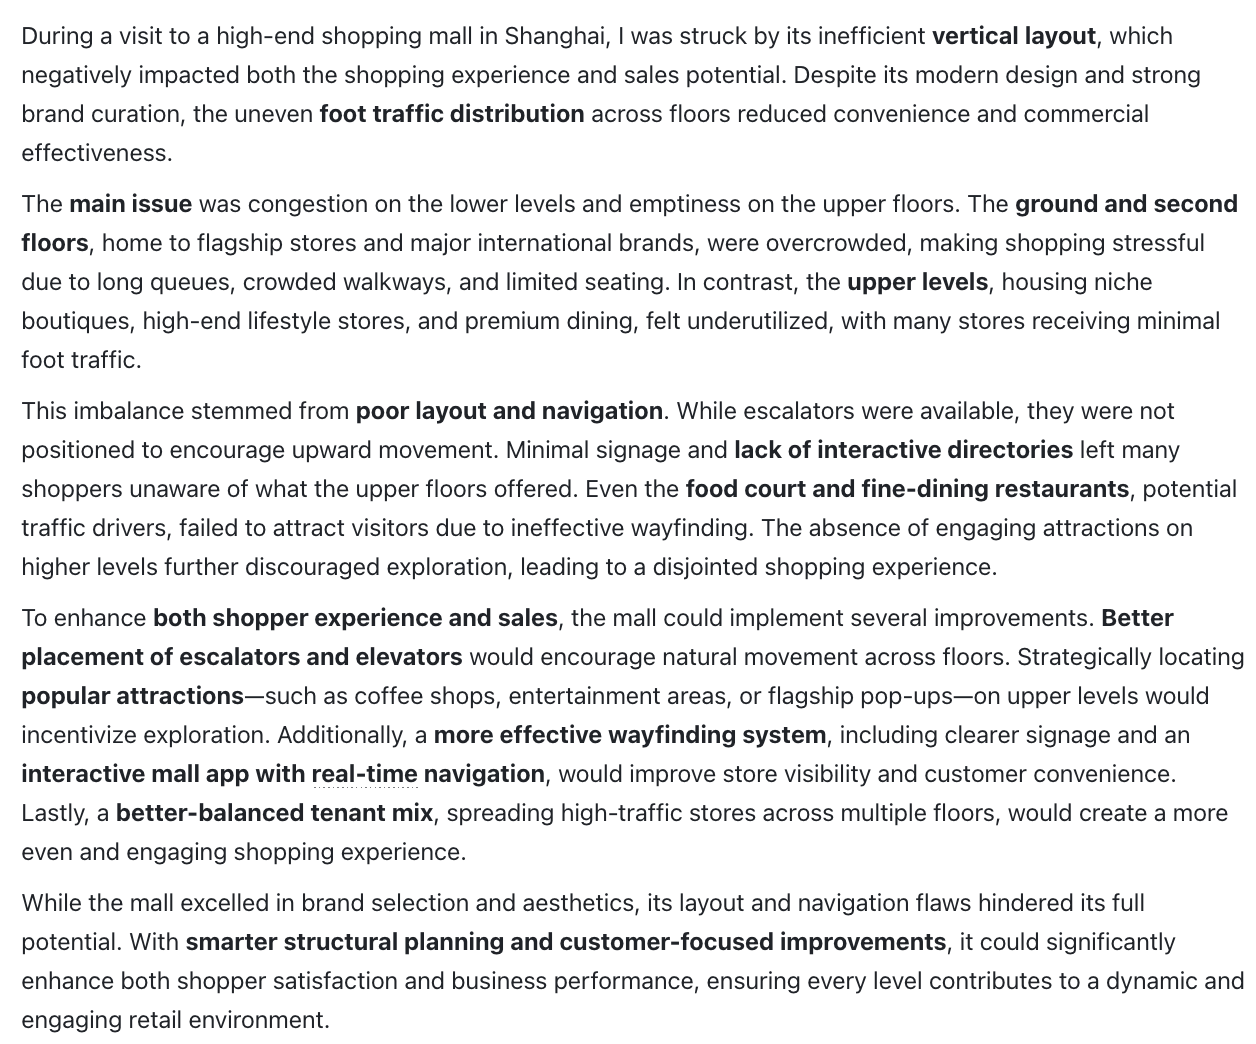 During a visit to a high-end shopping mall in Shanghai, I was struck by its inefficient vertical layout, which
negatively impacted both the shopping experience and sales potential. Despite its modern design and strong
brand curation, the uneven foot traffic distribution across floors reduced convenience and commercial
effectiveness.
The main issue was congestion on the lower levels and emptiness on the upper floors. The ground and second
floors, home to flagship stores and major international brands, were overcrowded, making shopping stressful
due to long queues, crowded walkways, and limited seating. In contrast, the upper levels, housing niche
boutiques, high-end lifestyle stores, and premium dining, felt underutilized, with many stores receiving minimal
foot traffic.
This imbalance stemmed from poor layout and navigation. While escalators were available, they were not
positioned to encourage upward movement. Minimal signage and lack of interactive directories left many
shoppers unaware of what the upper floors offered. Even the food court and fine-dining restaurants, potential
traffic drivers, failed to attract visitors due to ineffective wayfinding. The absence of engaging attractions on
higher levels further discouraged exploration, leading to a disjointed shopping experience.
To enhance both shopper experience and sales, the mall could implement several improvements. Better
placement of escalators and elevators would encourage natural movement across floors. Strategically locating
popular attractions—such as coffee shops, entertainment areas, or flagship pop-ups—on upper levels would
incentivize exploration. Additionally, a more effective wayfinding system, including clearer signage and an
interactive mall app with real-time navigation, would improve store visibility and customer convenience.
Lastly, a better-balanced tenant mix, spreading high-traffic stores across multiple floors, would create a more
even and engaging shopping experience.
While the mall excelled in brand selection and aesthetics, its layout and navigation flaws hindered its full
potential. With smarter structural planning and customer-focused improvements, it could significantly
enhance both shopper satisfaction and business performance, ensuring every level contributes to a dynamic and
engaging retail environment.